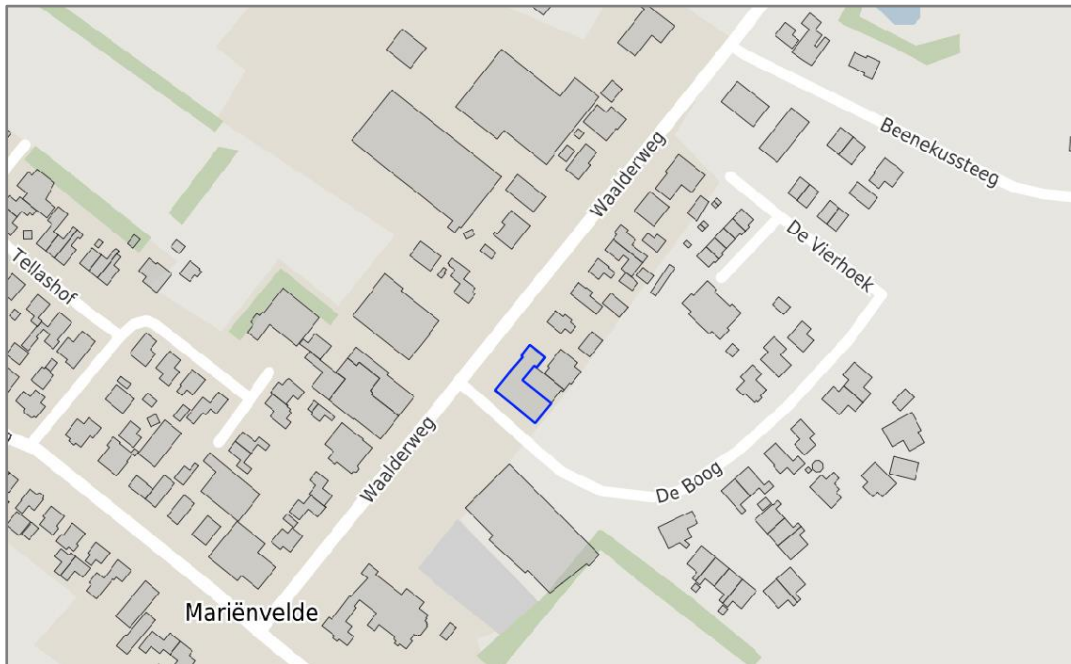 Beenekussteeg
Waalderweg
De Vierhoek
Tellashof
Waalderweg
De Boog
Mariënvelde